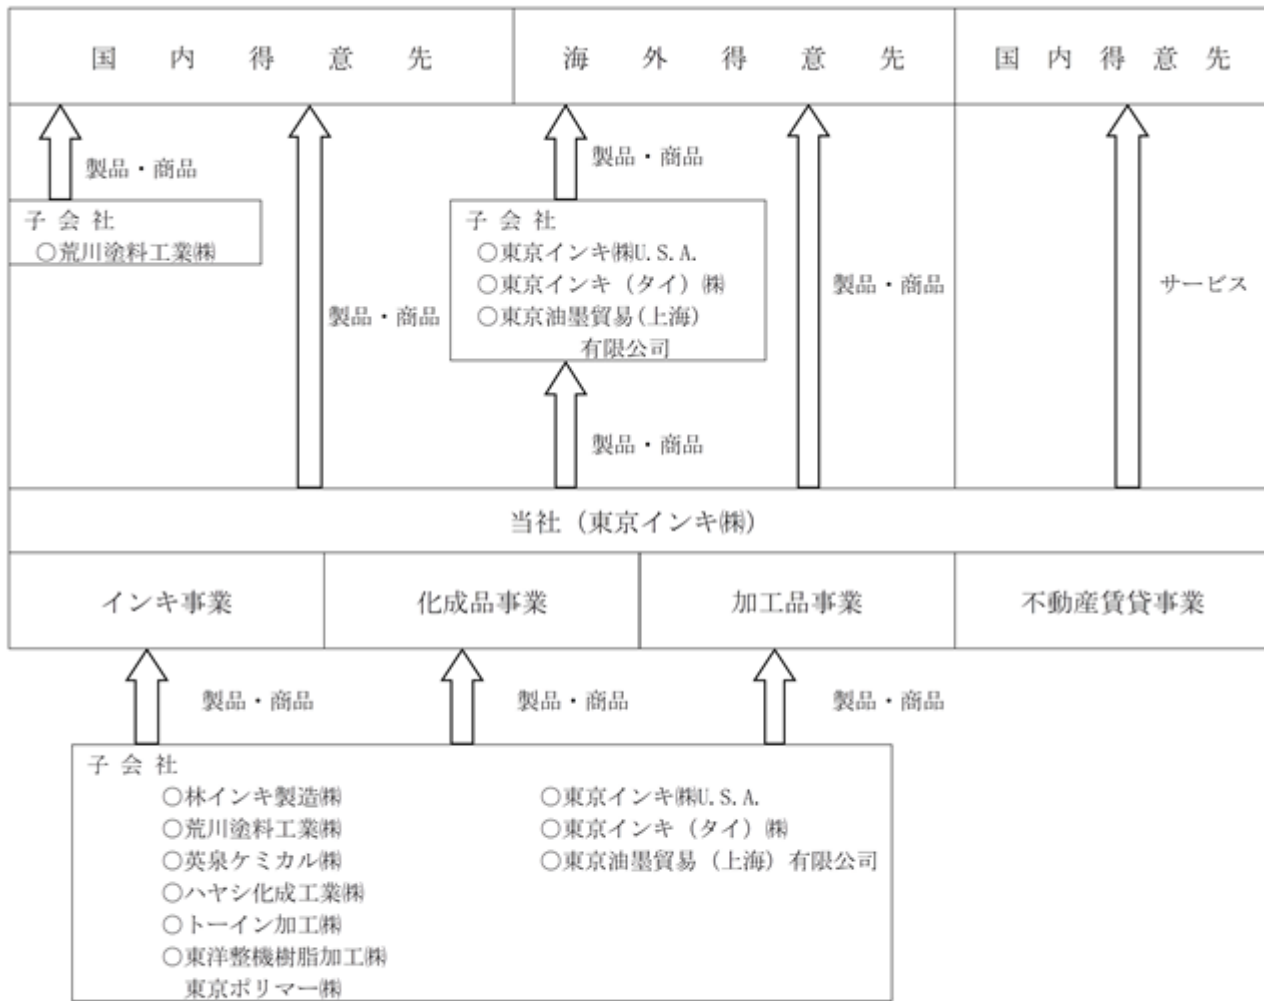 国内得意先
海外得意先
国内得意先
製品・商品
製品・商品
子会社
○荒川塗料工業㈱
子会社
○東京インキ㈱U.S.A.
○東京インキ（タイ）㈱
○東京油墨貿易(上海)
有限公司
製品・商品
製品・商品
サービス
製品・商品
当社（東京インキ㈱）
インキ事業
化成品事業
加工品事業
不動産賃貸事業
製品・商品
製品・商品
製品・商品
子会社
○林インキ製造㈱
○荒川塗料工業㈱
○英泉ケミカル㈱
○ハヤシ化成工業㈱
○トーイン加工㈱
○東洋整機樹脂加工㈱
東京ポリマー㈱
○東京インキ㈱U.S.A.
○東京インキ（タイ）㈱
○東京油墨貿易（上海）有限公司